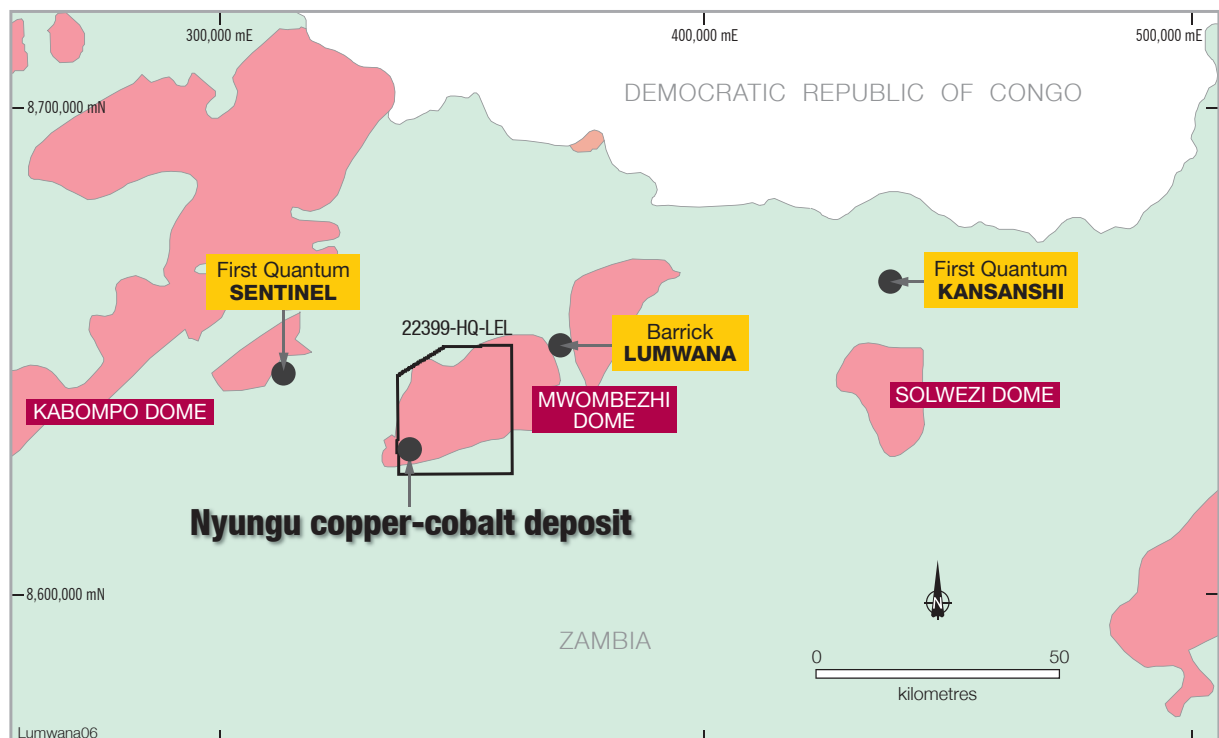 300,000 mE
400,000 mE
500,000 mE
8,700,000 mN
DEMOCRATIC REPUBLIC OF CONGO
First Quantum
SENTINEL
First Quantum
KANSANSHI
22399-HQ-LEL
Barrick
LUMWANA
KABOMPO DOME
MWOMBEZHI
DOME
SOLWEZI DOME
Nyungu copper-cobalt deposit
8,600,000 mN
N
ZAMBIA
0 50
kilometres
Lumwana06